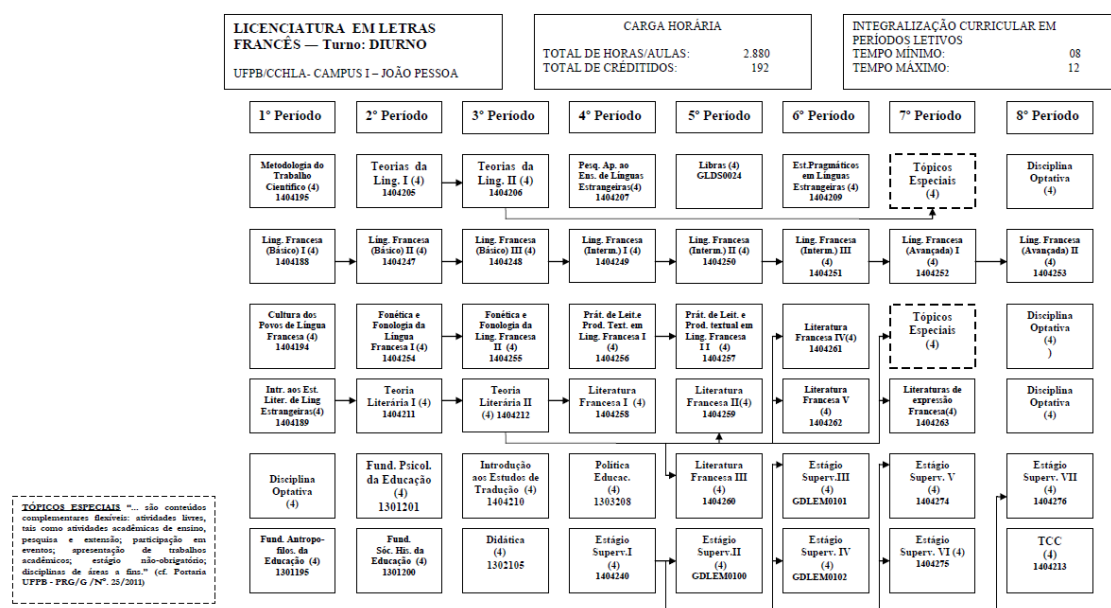 LICENCIATURA EM LETRAS
FRANCÊS — Turno: DIURNO
UFPB/CCHLA- CAMPUS I – JOÃO PESSOA
CARGA HORÁRIA
TOTAL DE HORAS/AULAS: 2.880
TOTAL DE CRÉDITIDOS: 192
INTEGRALIZAÇÃO CURRICULAR EM
PERÍODOS LETIVOS
TEMPO MÍNIMO: 08
TEMPO MÁXIMO: 12
1º Período
2º Período
3º Período
4º Período
5º Período
6º Período
7º Período
8º Período
Metodologia do
Trabalho
Científico (4)
1404195
Teorias da
Ling. I (4)
1404205
Teorias da
Ling. II (4)
1404206
Pesq. Ap. ao
Ens. de Línguas
Estrangeiras(4)
1404207
Libras (4)
GLDS0024
Est.Pragmáticos
em Línguas
Estrangeiras (4)
1404209
Tópicos
Especiais
(4)
Disciplina
Optativa
(4)
Ling. Francesa
(Básico) I (4)
1404188
Líng. Francesa
(Básico) II (4)
1404247
Ling. Francesa
(Básico) III (4)
1404248
Ling. Francesa
(Interm.) I (4)
1404249
Ling. Francesa
(Interm.) II (4)
1404250
Ling. Francesa
(Interm.) III
(4)
1404251
Líng. Francesa
(Avançada) I
(4)
1404252
Ling. Francesa
(Avançada) II
(4)
1404253
Cultura dos
Povos de Língua
Francesa (4)
1404194
Fonética e
Fonologia da
Língua
Francesa I (4)
1404254
Fonética e
Fonologia da
Ling. Francesa
II (4)
1404255
Prát. de Leit.e
Prod. Text. em
Ling. Francesa I
(4)
1404256
Prát. de Leit. e
Prod. textual em
Ling. Francesa
I I (4)
1404257
Literatura
Francesa IV(4)
1404261
Tópicos
Especiais
(4)
Disciplina
Optativa
(4)
)
Intr. aos Est.
Liter. de Ling
Estrangeiras(4)
1404189
Teoria
Literária I (4)
1404211
Teoria
Literária II
(4) 1404212
Literatura
Francesa I (4)
1404258
Literatura
Francesa II(4)
1404259
Literatura
Francesa V
(4)
1404262
Literaturas de
expressão
Francesa(4)
1404263
Disciplina
Optativa
(4)
Disciplina
Optativa
(4)
Fund. Psicol.
da Educação
(4)
1301201
Introdução
aos Estudos de
Tradução (4)
1404210
Política
Educac.
(4)
1303208
Literatura
Francesa III
(4)
1404260
Estágio
Superv.III
(4)
GDLEM0101
Estágio
Superv. V
(4)
1404274
Estágio
Superv. VII
(4)
1404276
Fund. Antropo-
filos. da
Educação (4)
1301195
Fund.
Sóc. His. da
Educação (4)
1301200
Didática
(4)
1302105
Estágio
Superv.I
(4)
1404240
Estágio
Superv.II
(4)
GDLEM0100
Estágio
Superv. IV
(4)
GDLEM0102
Estágio
Superv. VI (4)
1404275
TCC
(4)
1404213
TÓPICOS ESPECIAIS “... são conteúdos
complementares flexíveis: atividades livres,
tais como atividades acadêmicas de ensino,
pesquisa e extensão; participação em
eventos; apresentação de trabalhos
acadêmicos; estágio não-obrigatório;
disciplinas de áreas a fins.” (cf. Portaria
UFPB - PRG/G /Nº. 25/2011)